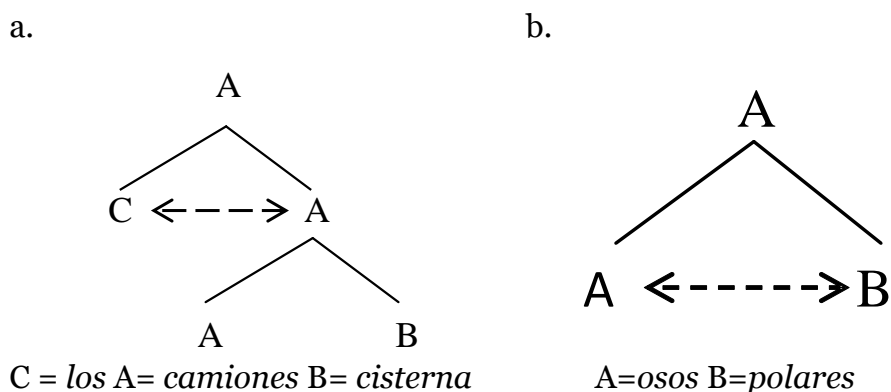 a. b.
A
A
C A
A B
A B
C = los A= camiones B= cisterna A=osos B=polares